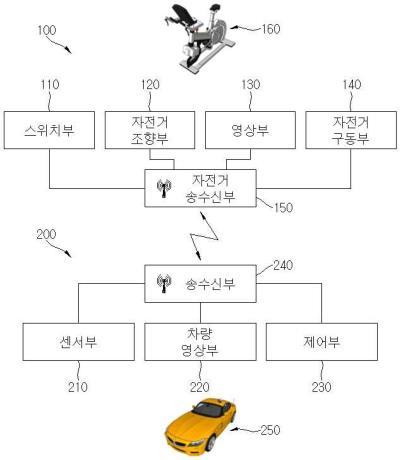 100
160
110
120
130
140
스위치부
자전거
조향부
영상부
자전거
구동부
자전거
송수신부
150
200
240
송수신부
센서부
차량
영상부
제어부
210
220
230
250